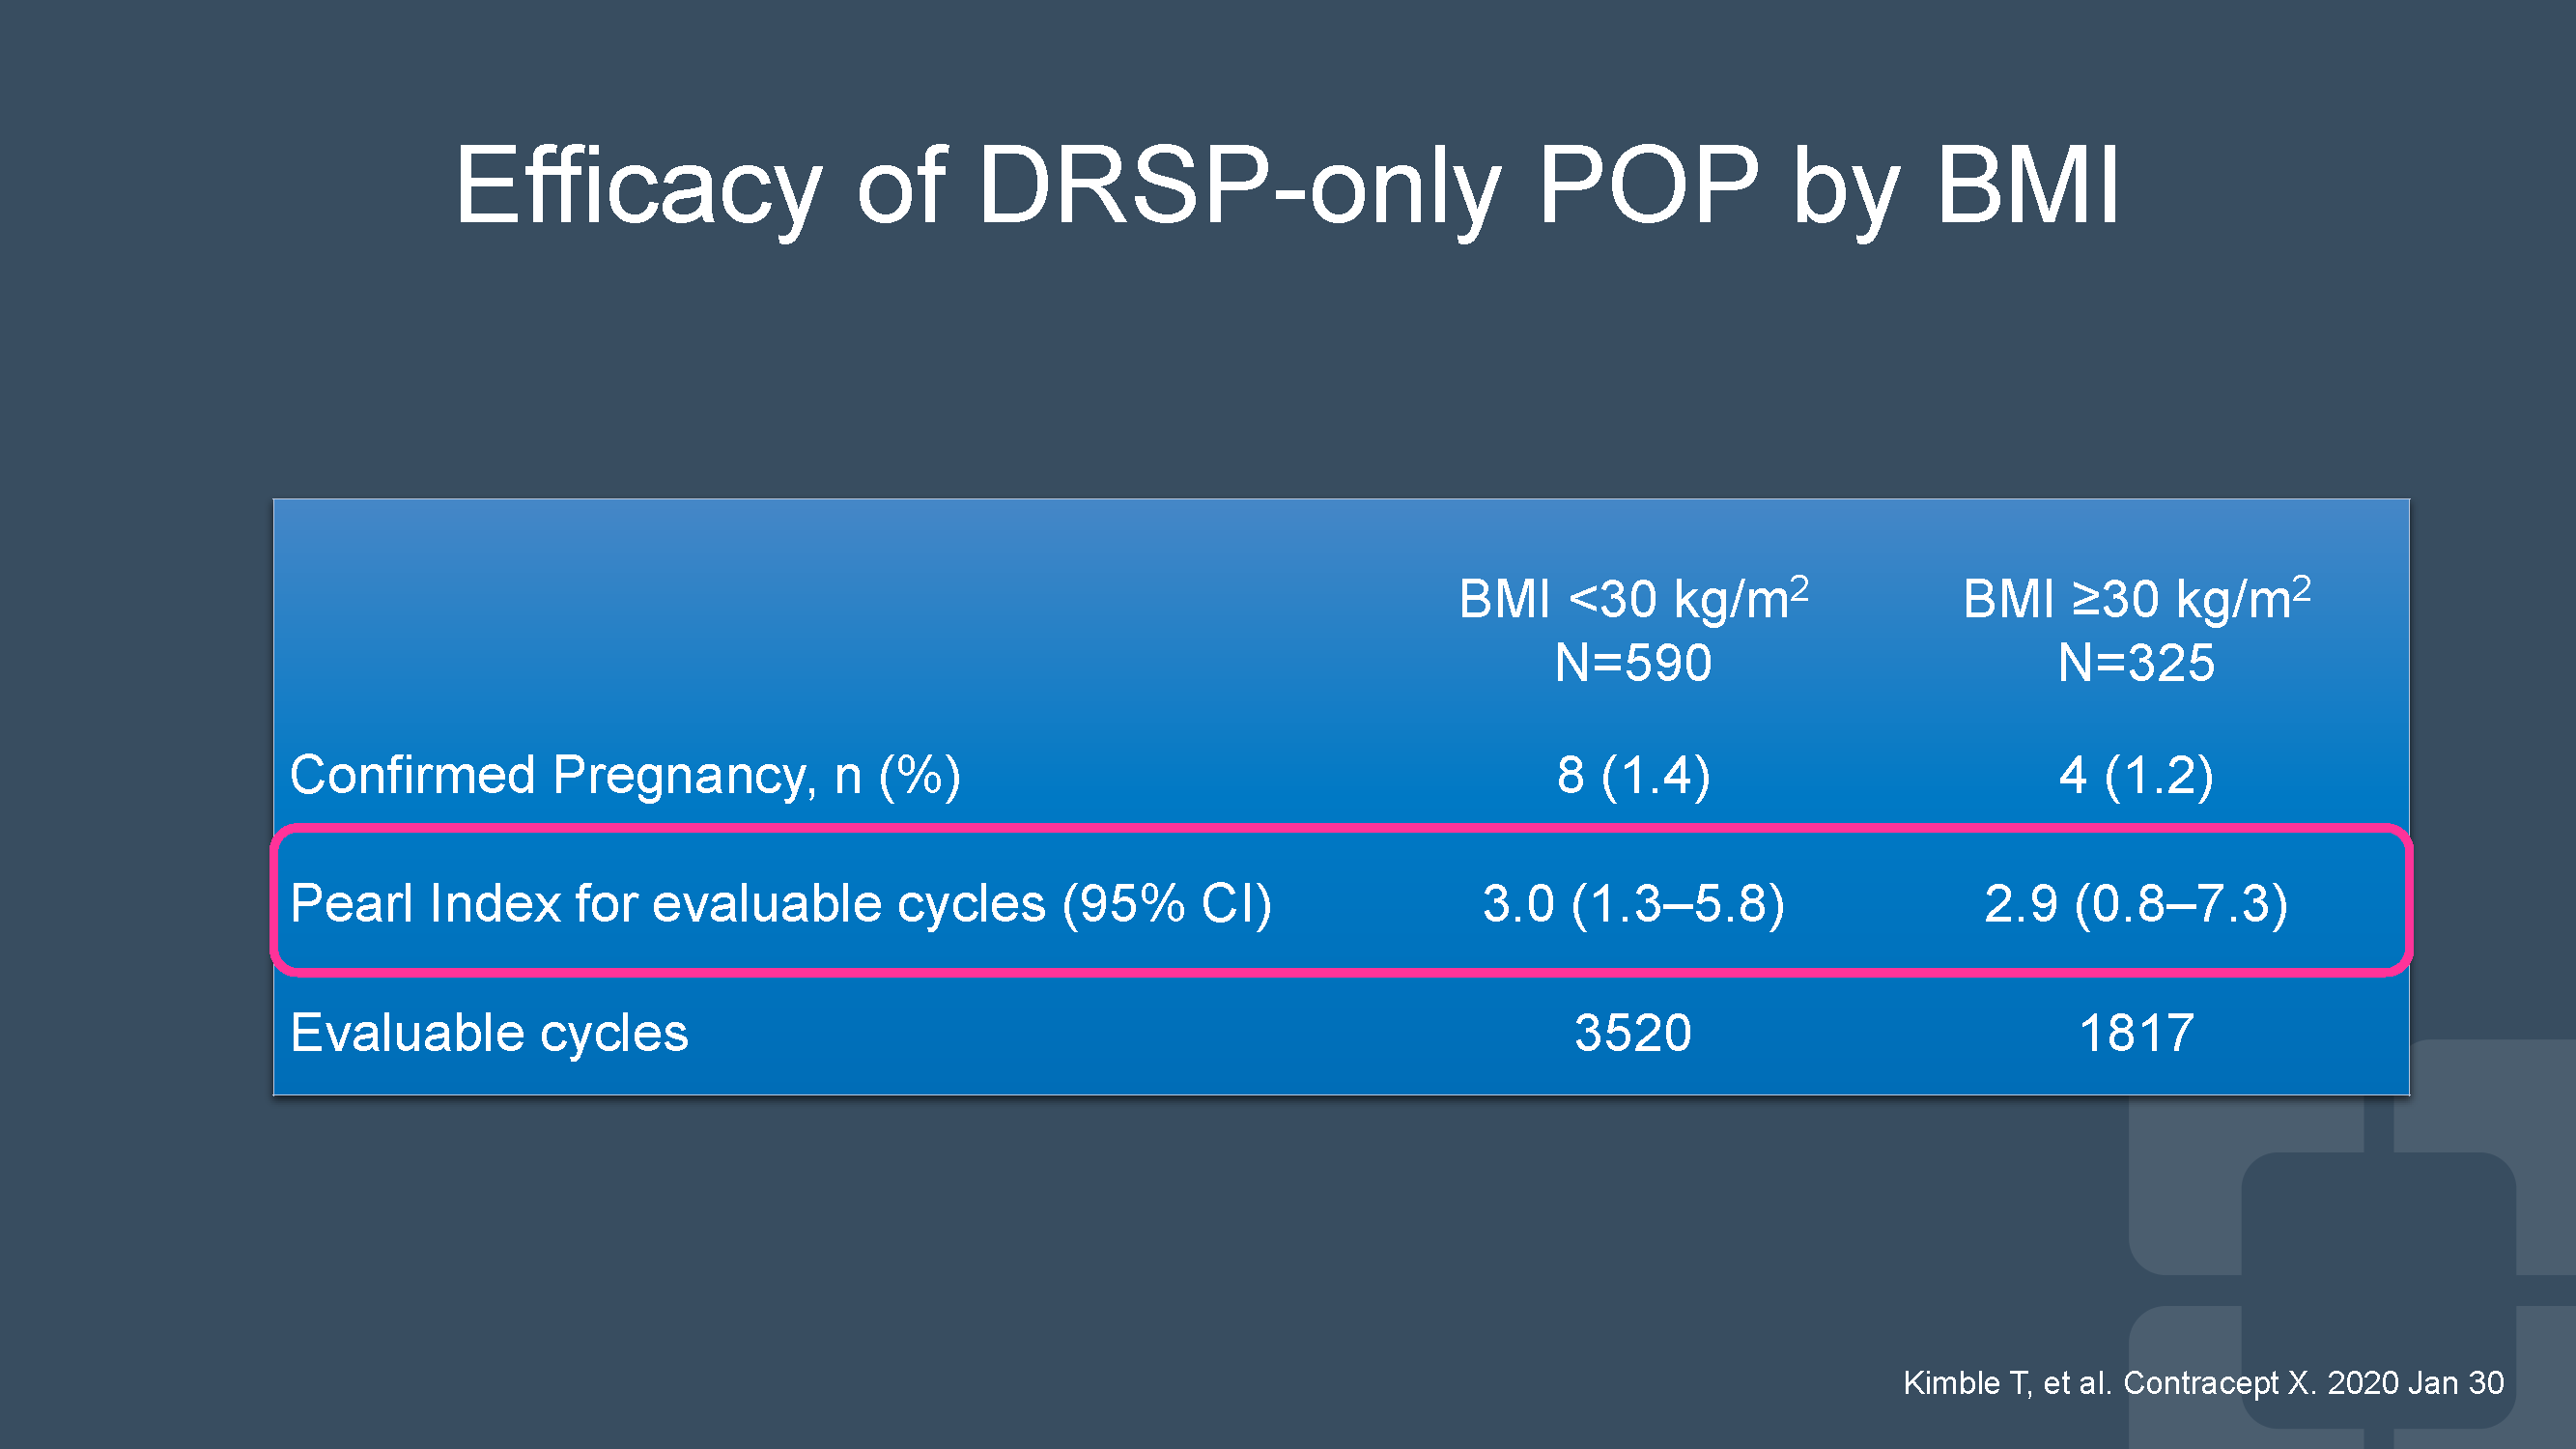 Efficacy of DRSP-only POP by BMI
BMI <30 kg/m² BMI ≥30 kg/m²
N=590 N=325
Confirmed Pregnancy, n (%) 8 (1.4) 4 (1.2)
Pearl Index for evaluable cycles (95% CI) 3.0 (1.3–5.8) 2.9 (0.8–7.3)
Evaluable cycles 3520 1817
Kimble T, et al. Contracept X. 2020 Jan 30